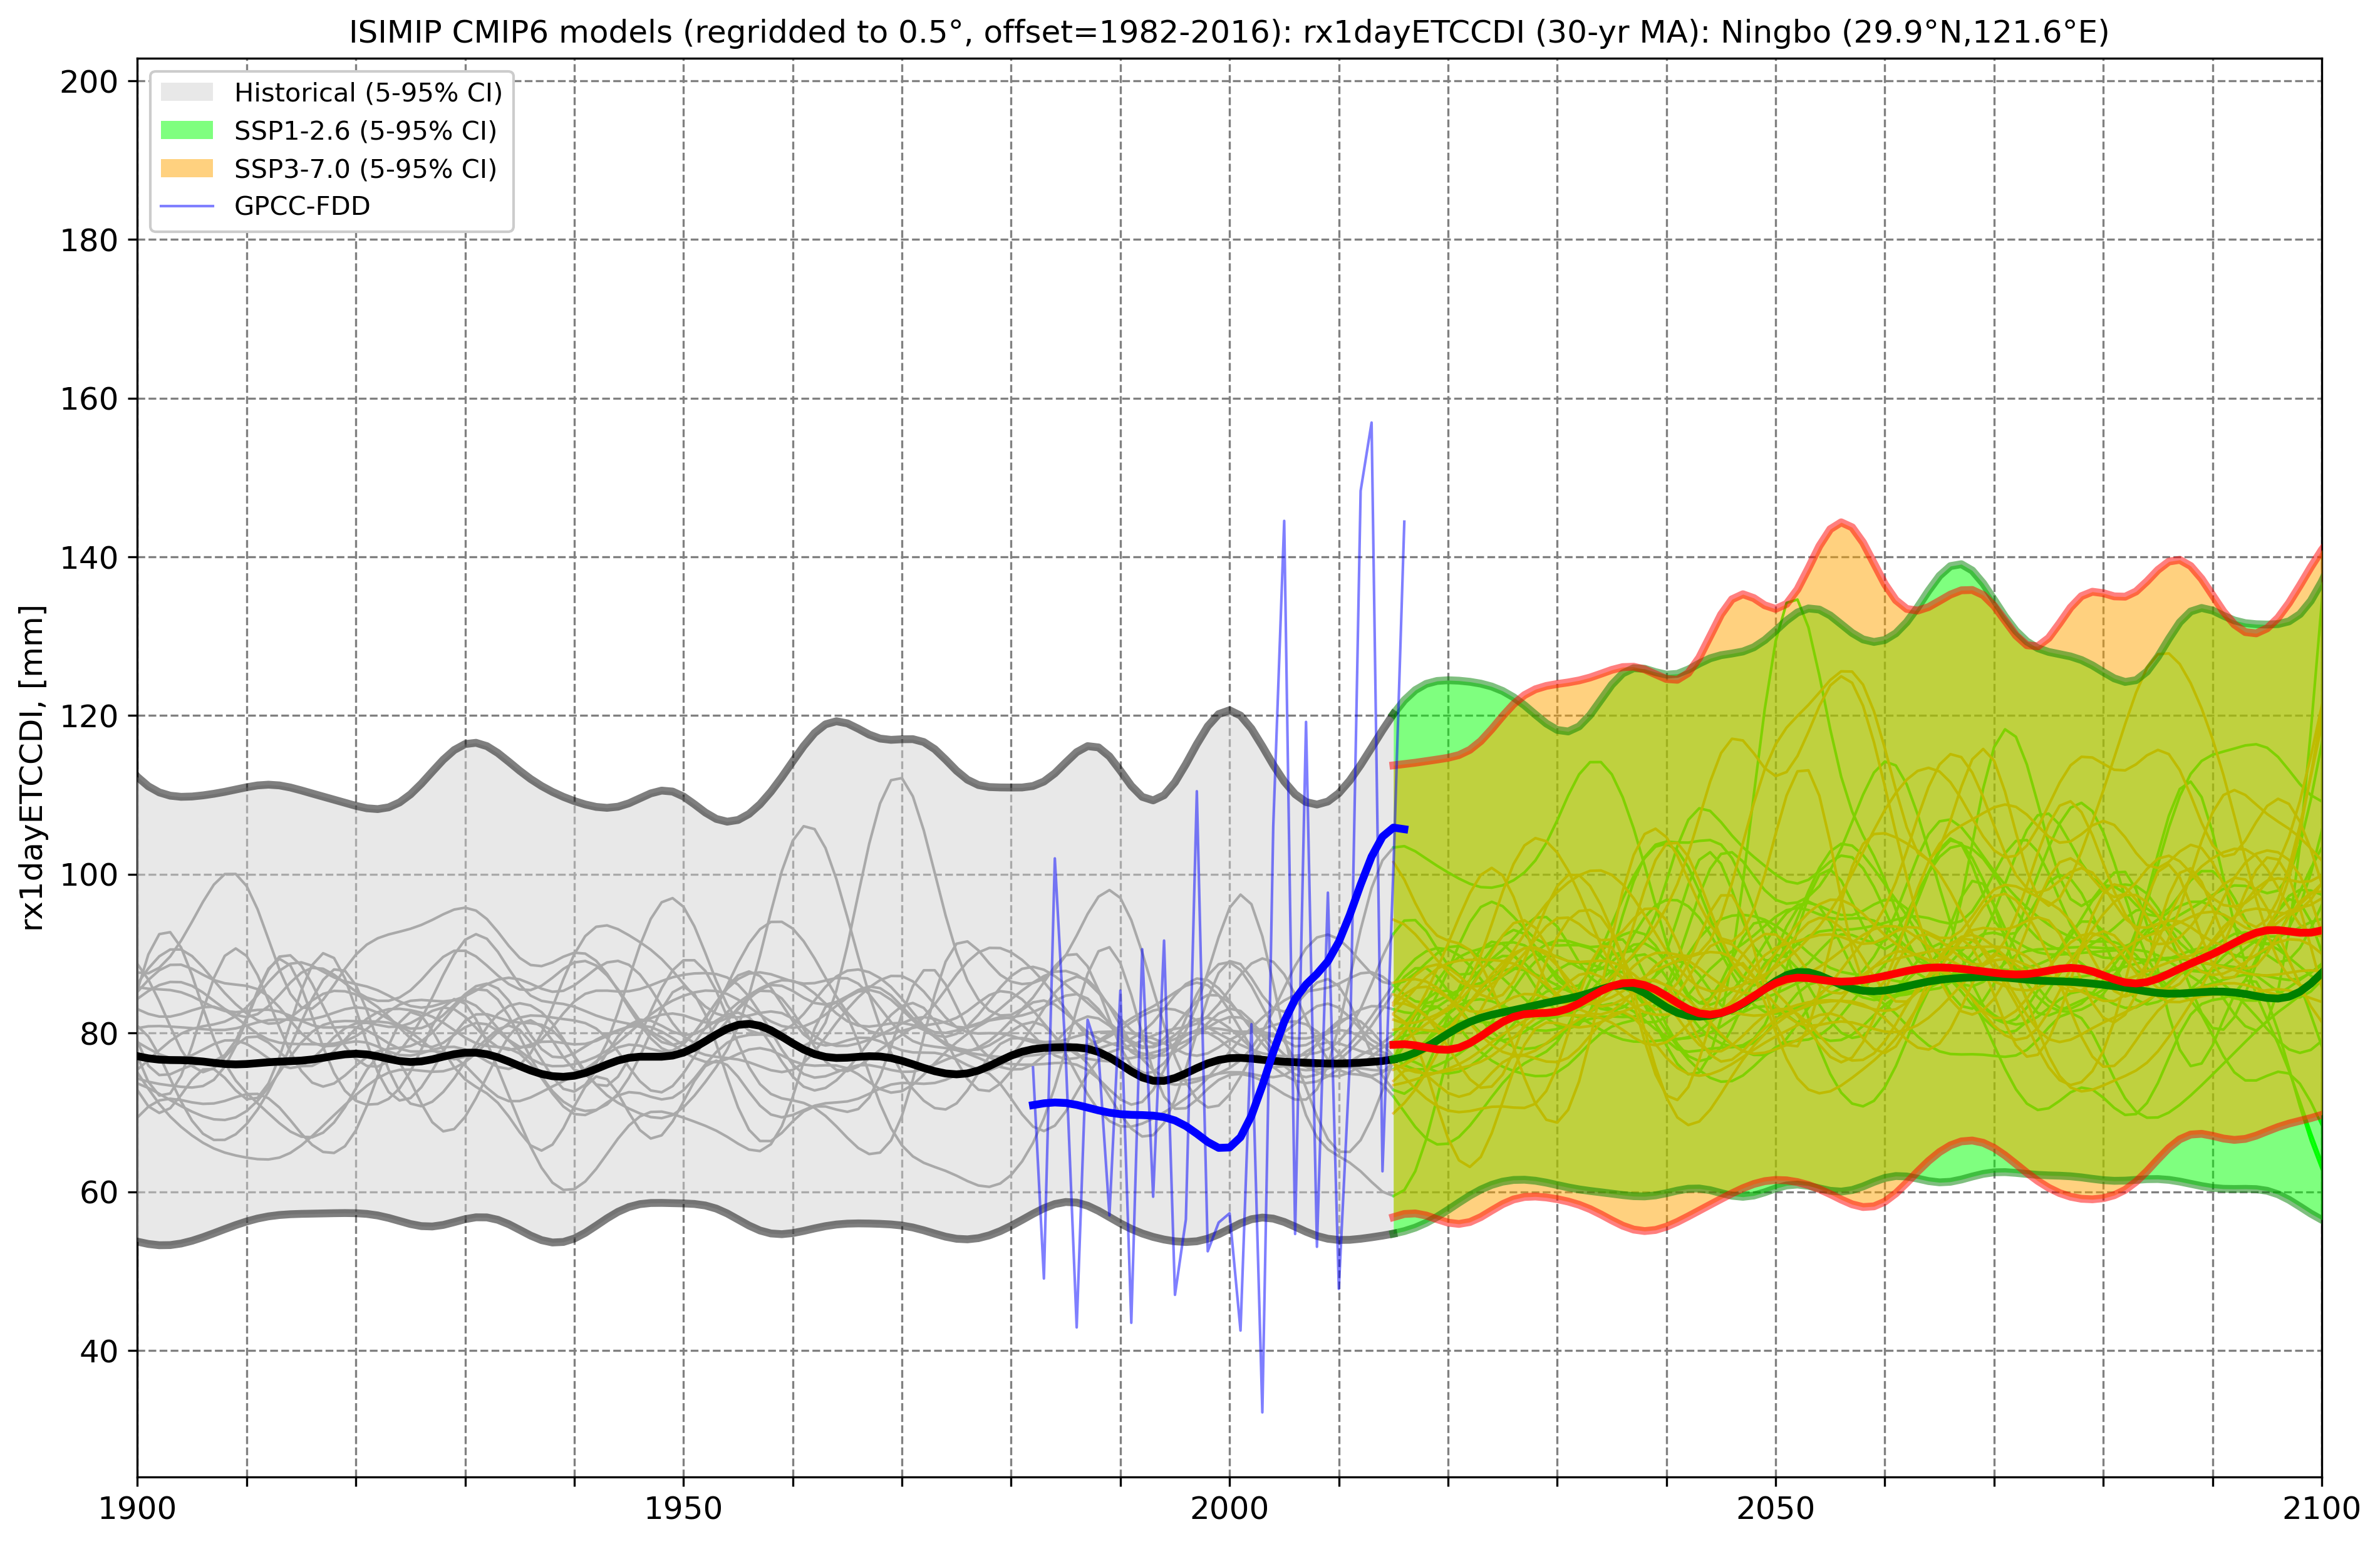 ISIMIP CMIP6 models (regridded to 0.5°, offset=1982-2016): rx1dayETCCDI (30-yr MA): Ningbo (29.9°N,121.6°E)
Historical (5-95% CI)
SSP1-2.6 (5-95% CI)
SSP3-7.0 (5-95% CI)
GPCC-FDD
rx1dayETCCDI, [mm]
200
180
160
140
120
100
80
60
40
1900
1950
2000
2050
2100